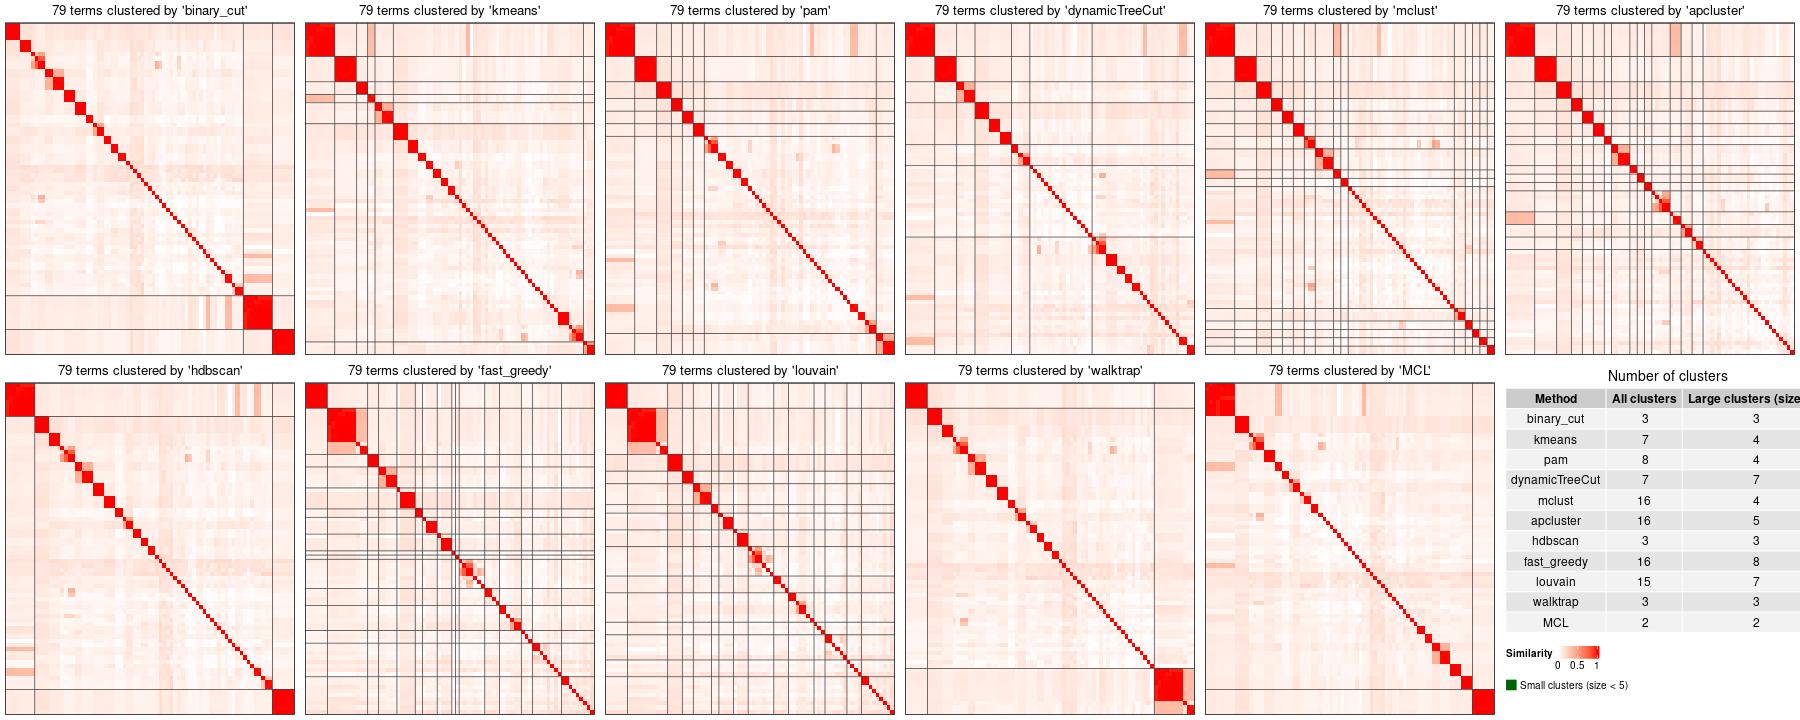 79 terms clustered by 'binary_cut'
79 terms clustered by 'kmeans'
79 terms clustered by 'pam'
79 terms clustered by 'dynamicTreeCut'
79 terms clustered by 'mclust'
79 terms clustered by 'apcluster'
79 terms clustered by 'hdbscan'
79 terms clustered by 'fast_greedy'
79 terms clustered by 'louvain'
79 terms clustered by 'walktrap'
79 terms clustered by 'MCL'
Number of clusters
Method All clusters Large clusters (size
binary_cut 3 3
kmeans 7 4
pam 8 4
dynamicTreeCut 7 7
mclust 16 4
apcluster 16 5
hdbscan 3 3
fast_greedy 16 8
louvain 15 7
walktrap 3 3
MCL 2 2
Similarity
0 0.5 1
Small clusters (size < 5)